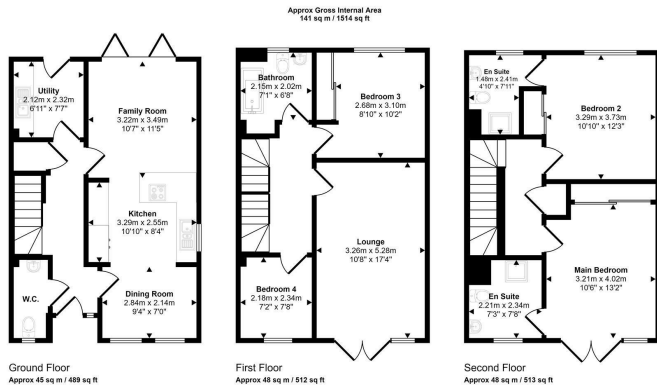 Approx Gross Internal Area
141 sq m / 1514 sq ft
Utility
2.12m x 2.32m
6'11" x 7'7"
Family Room
3.22m x 3.49m
10'7" x 11'5"
Kitchen
3.29m x 2.55m
10'10" x 8'4"
W.C.
Dining Room
2.84m x 2.14m
9'4" x 7'0"
Ground Floor
Approx 45 sq m / 489 sq ft
Bathroom
2.15m x 2.02m
7'1" x 6'8"
Bedroom 3
2.68m x 3.10m
8'10" x 10'2"
Lounge
3.26m x 5.28m
10'8" x 17'4"
Bedroom 4
2.18m x 2.34m
7'2" x 7'8"
First Floor
Approx 48 sq m / 512 sq ft
En Suite
1.48m x 2.41m
4'10" x 7'11"
Bedroom 2
3.29m x 3.73m
10'10" x 12'3"
Main Bedroom
3.21m x 4.02m
10'6" x 13'2"
En Suite
2.21m x 2.34m
7'3" x 7'8"
Second Floor
Approx 48 sq m / 513 sq ft